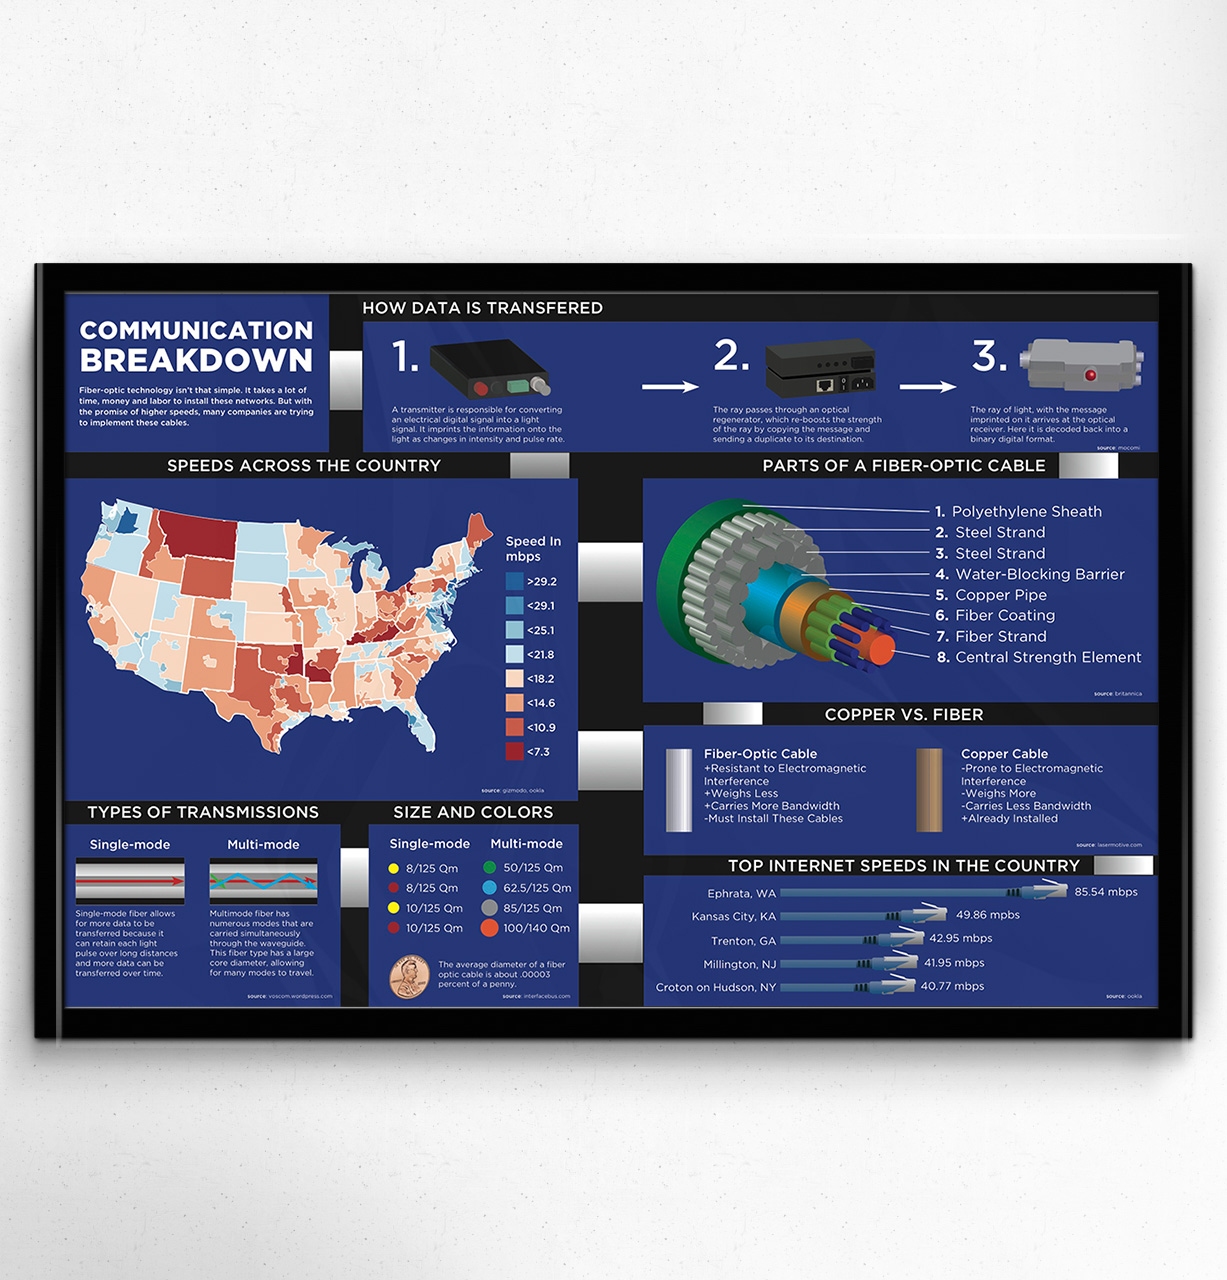 COMMUNICATION
BREAKDOWN
Fiber-optic technology isn't that simple. It takes a lot of
time, money and labor to install these networks. But with
the promise of higher speeds, many companies are trying
to implement these cables.
HOW DATA IS TRANSFERED
1.
A transmitter is responsible for converting
an electrical digital signal into a light
signal. It imprints the information onto the
light as changes in intensity and pulse rate.
2.
The ray passes through an optical
regenerator, which re-boosts the strength
of the ray by copying the message and
sending a duplicate to its destination.
3.
The ray of light, with the message
imprinted on it arrives at the optical
receiver. Here it is decoded back into a
binary digital format.
source: mocomi
SPEEDS ACROSS THE COUNTRY
Speed In
mbps
>29.2
<29.1
<25.1
<21.8
<18.2
<14.6
<10.9
<7.3
source: gizmodo, ookla
PARTS OF A FIBER-OPTIC CABLE
1. Polyethylene Sheath
2. Steel Strand
3. Steel Strand
4. Water-Blocking Barrier
5. Copper Pipe
6. Fiber Coating
7. Fiber Strand
8. Central Strength Element
source: britannica
COPPER VS. FIBER
Fiber-Optic Cable
+Resistant to Electromagnetic
Interference
+Weighs Less
+Carries More Bandwidth
-Must Install These Cables
Copper Cable
-Prone to Electromagnetic
Interference
-Weighs More
-Carries Less Bandwidth
+Already Installed
source: lasermotive.com
TYPES OF TRANSMISSIONS
Single-mode
Single-mode fiber allows
for more data to be
transferred because it
can retain each light
pulse over long distances
and more data can be
transferred over time.
Multi-mode
Multimode fiber has
numerous modes that are
carried simultaneously
through the waveguide.
This fiber type has a large
core diameter, allowing
for many modes to travel.
source: voscom.wordpress.com
SIZE AND COLORS
Single-mode
8/125 Qm
8/125 Qm
10/125 Qm
10/125 Qm
Multi-mode
50/125 Qm
62.5/125 Qm
85/125 Qm
100/140 Qm
The average diameter of a fiber
optic cable is about .00003
percent of a penny.
source: interfacebus.com
TOP INTERNET SPEEDS IN THE COUNTRY
Ephrata, WA 85.54 mbps
Kansas City, KA 49.86 mpbs
Trenton, GA 42.95 mbps
Millington, NJ 41.95 mbps
Croton on Hudson, NY 40.77 mbps
source: ookla